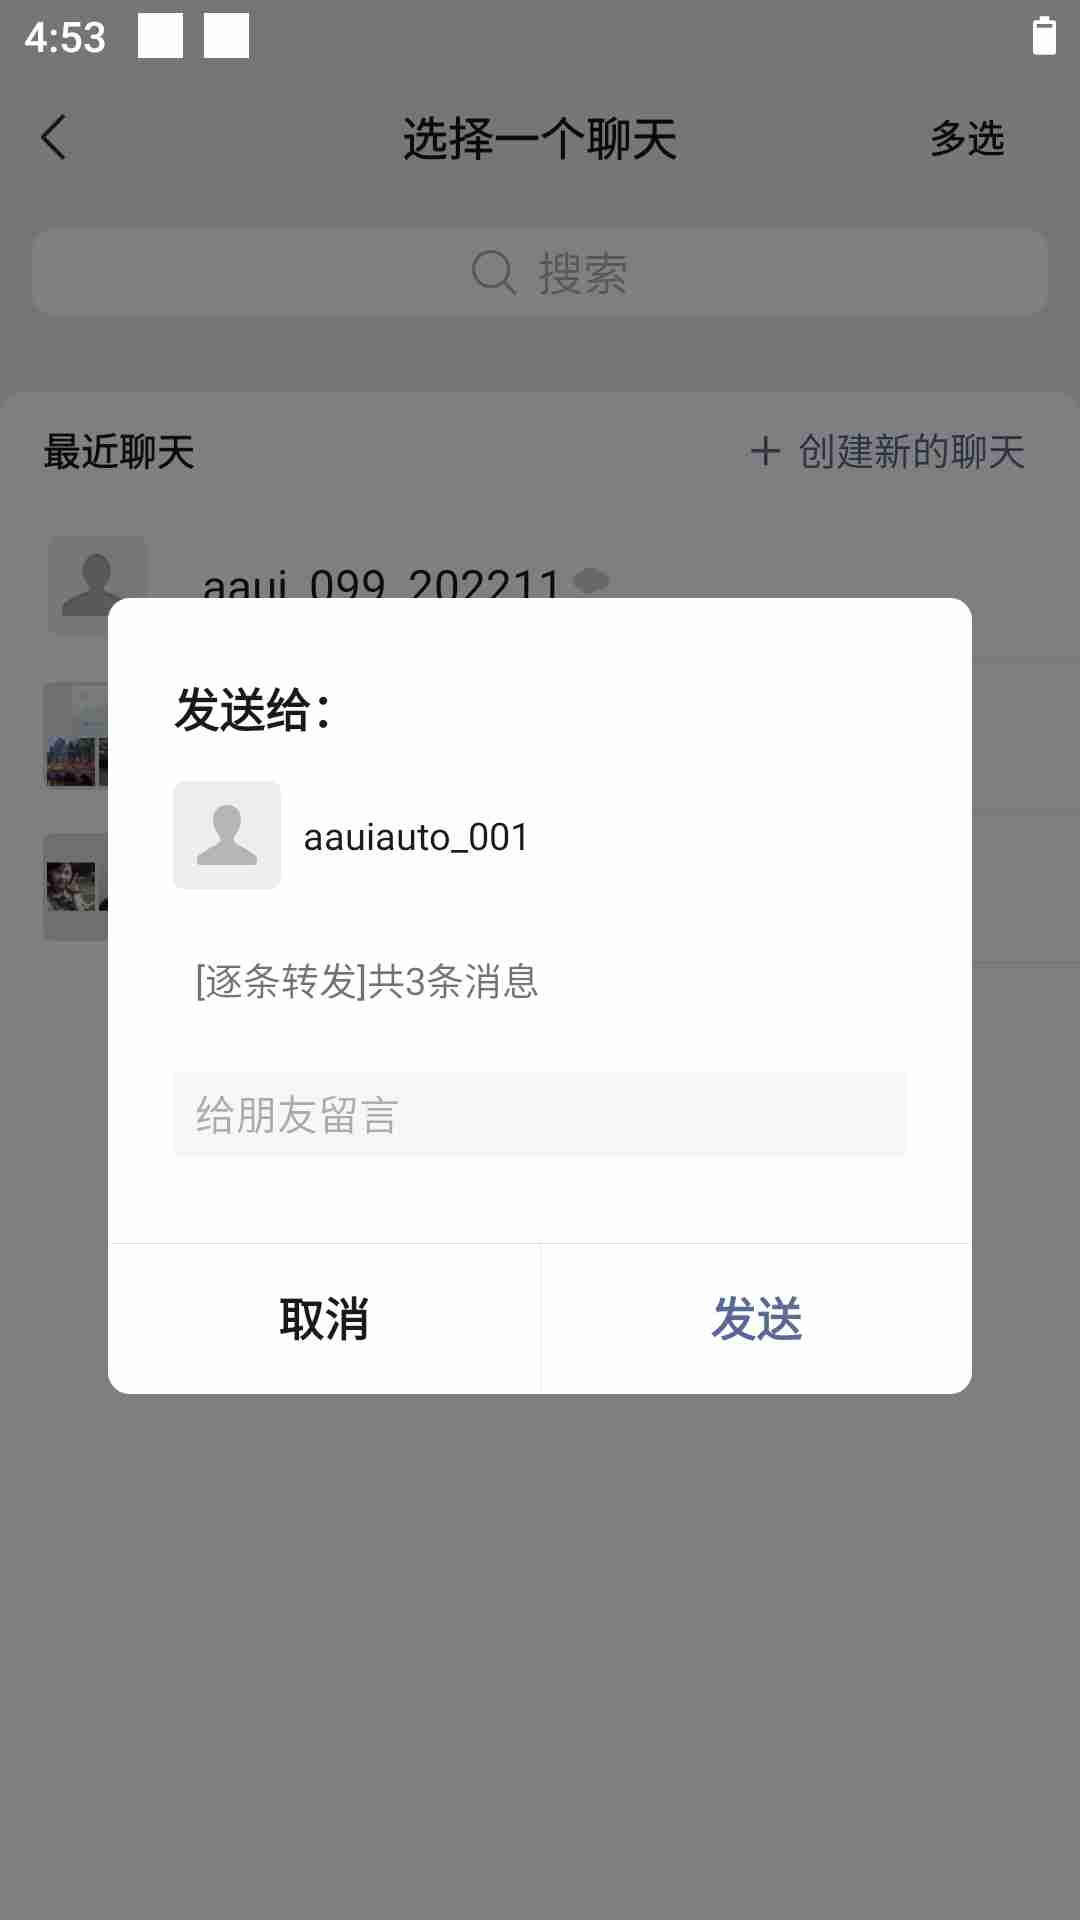 4:53
选择一个聊天
多选
搜索
最近聊天
+ 创建新的聊天
aaui_099_202211
发送给：
aauiauto_001
[逐条转发]共3条消息
给朋友留言
取消
发送